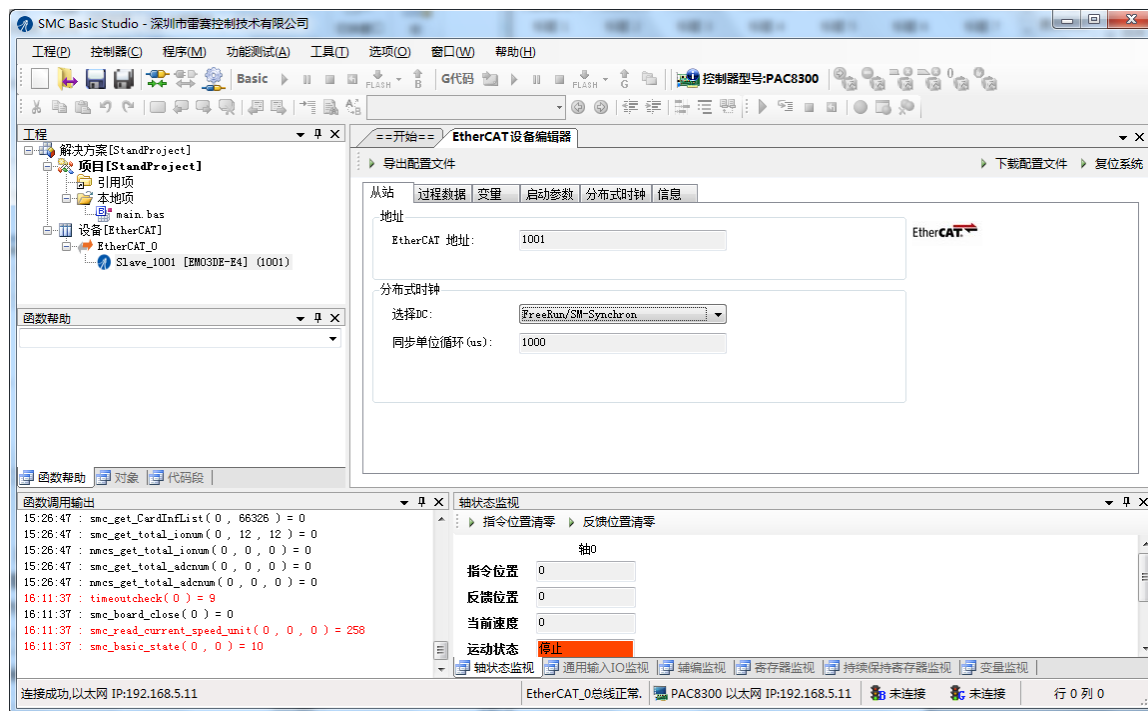 SMC Basic Studio - 深圳市雷赛控制技术有限公司
工程(P) 控制器(C) 程序(M) 功能测试(A) 工具(T) 选项(O) 窗口(W) 帮助(H)
Basic FLASH B G代码 FLASH G 控制器型号:PAC8300
工程
解决方案[StandProject]
项目[StandProject]
引用项
本地项
main.bas
设备[EtherCAT]
EtherCAT_0
Slave_1001 [EM03DE-E4] (1001)
函数帮助
函数帮助 对象 代码段
==开始== EtherCAT设备编辑器
导出配置文件 下载配置文件 复位系统
从站 过程数据 变量 启动参数 分布式时钟 信息
地址
EtherCAT 地址: 1001
EtherCAT
分布式时钟
选择DC: FreeRun/SM-Synchron
同步单位循环(us): 1000
函数调用输出
15:26:47 : smc_get_CardInfList( 0 , 66326 ) = 0
15:26:47 : smc_get_total_ionum( 0 , 12 , 12 ) = 0
15:26:47 : nmcs_get_total_ionum( 0 , 0 , 0 ) = 0
15:26:47 : smc_get_total_adcnum( 0 , 0 , 0 ) = 0
15:26:47 : nmcs_get_total_adcnum( 0 , 0 , 0 ) = 0
16:11:37 : timeoutcheck( 0 ) = 9
16:11:37 : smc_board_close( 0 ) = 0
16:11:37 : smc_read_current_speed_unit( 0 , 0 , 0 ) = 258
16:11:37 : smc_basic_state( 0 , 0 ) = 10
轴状态监视
指令位置清零 反馈位置清零
轴0
指令位置 0
反馈位置 0
当前速度 0
运动状态 停止
轴状态监视 通用输入IO监视 辅编监视 寄存器监视 持续保持寄存器监视 变量监视
连接成功,以太网 IP:192.168.5.11 EtherCAT_0总线正常. PAC8300 以太网 IP:192.168.5.11 B 未连接 G 未连接 行 0 列 0